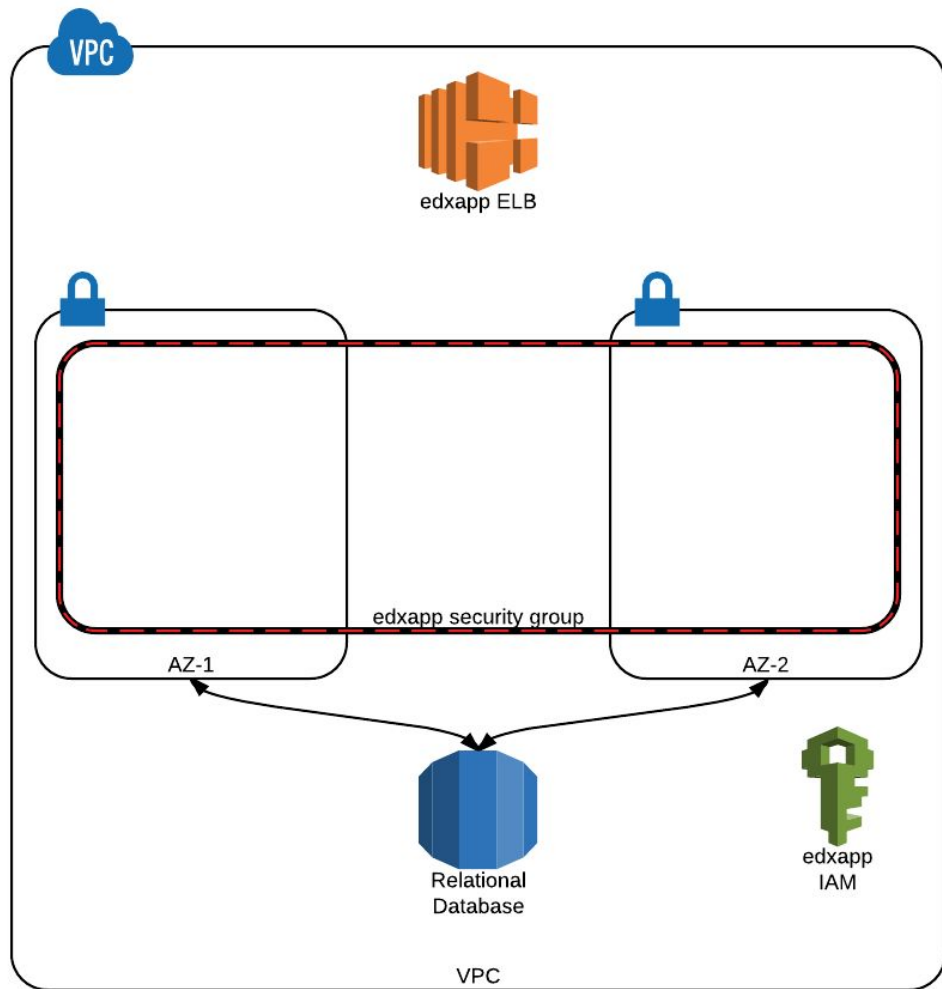 VPC
edxapp ELB
edxapp security group
AZ-1
AZ-2
Relational
Database
edxapp
IAM
VPC